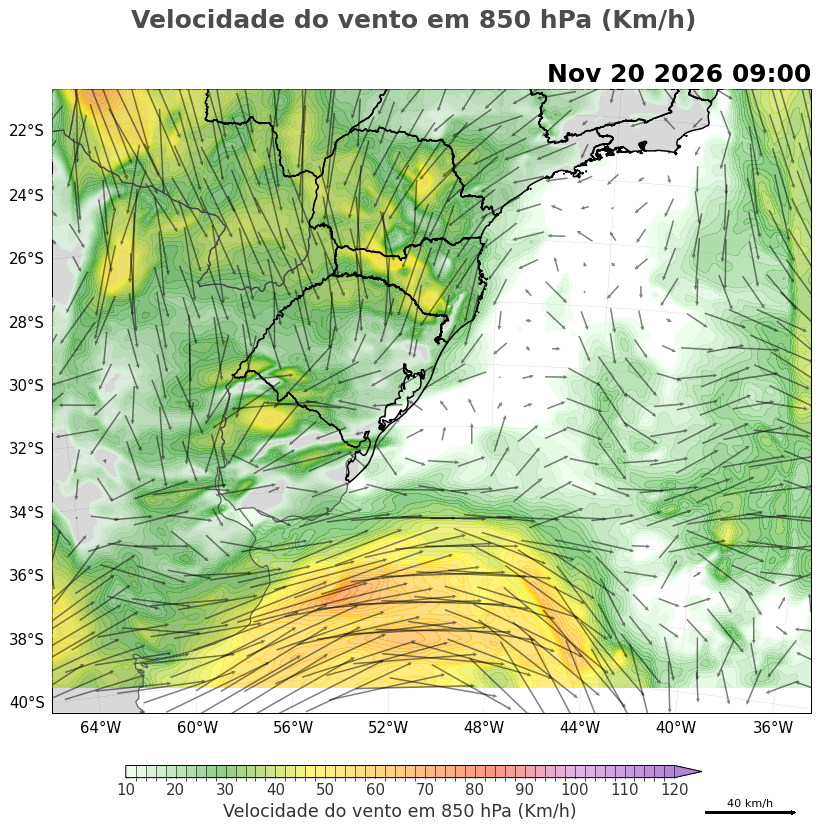 Velocidade do vento em 850 hPa (Km/h)
Nov 20 2026 09:00
22°S
24°S
26°S
28°S
30°S
32°S
34°S
36°S
38°S
40°S
64°W 60°W 56°W 52°W 48°W 44°W 40°W 36°W
10 20 30 40 50 60 70 80 90 100 110 120
Velocidade do vento em 850 hPa (Km/h)
40 km/h